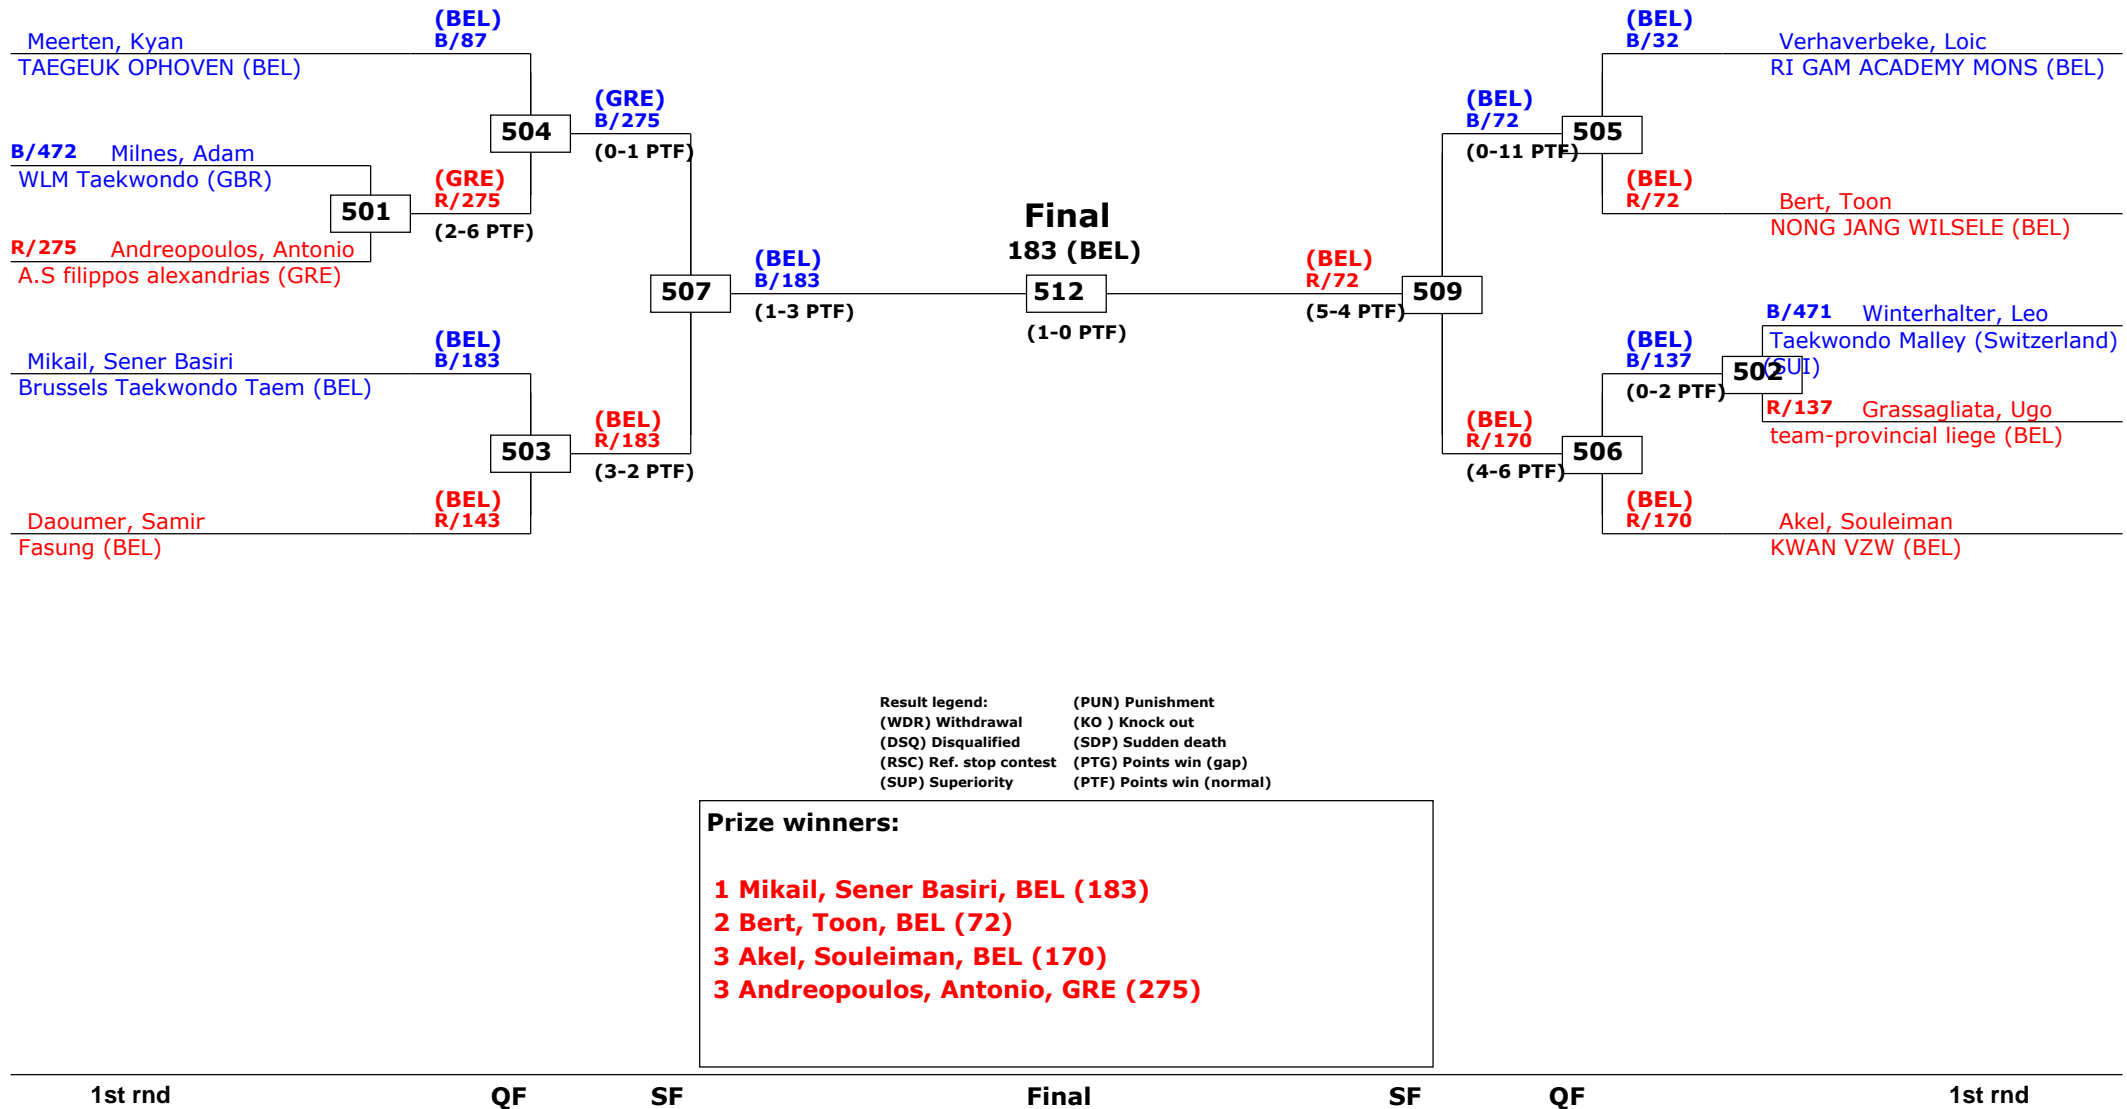 (BEL)
B/87
Meerten, Kyan
TAEGEUK OPHOVEN (BEL)
504
(GRE)
B/275
(0-1 PTF)
B/472 Milnes, Adam
WLM Taekwondo (GBR)
501
(GRE)
R/275
(2-6 PTF)
R/275 Andreopoulos, Antonio
A.S filippos alexandrias (GRE)
507
(BEL)
B/183
(1-3 PTF)
Mikail, Sener Basiri
Brussels Taekwondo Taem (BEL)
(BEL)
B/183
503
(BEL)
R/183
(3-2 PTF)
Daoumer, Samir
Fasung (BEL)
(BEL)
R/143
Final
183 (BEL)
512
(1-0 PTF)
(BEL)
B/32
Verhaverbeke, Loic
RI GAM ACADEMY MONS (BEL)
(BEL)
B/72
505
(0-11 PTF)
(BEL)
R/72
Bert, Toon
NONG JANG WILSELE (BEL)
(BEL)
R/72
509
(5-4 PTF)
B/471 Winterhalter, Leo
Taekwondo Malley (Switzerland)
(SUI)
(BEL)
B/137
502
(0-2 PTF)
R/137 Grassagliata, Ugo
team-provincial liege (BEL)
(BEL)
R/170
506
(4-6 PTF)
(BEL)
R/170
Akel, Souleiman
KWAN VZW (BEL)
Result legend: (PUN) Punishment
(WDR) Withdrawal (KO ) Knock out
(DSQ) Disqualified (SDP) Sudden death
(RSC) Ref. stop contest (PTG) Points win (gap)
(SUP) Superiority (PTF) Points win (normal)
Prize winners:
1 Mikail, Sener Basiri, BEL (183)
2 Bert, Toon, BEL (72)
3 Akel, Souleiman, BEL (170)
3 Andreopoulos, Antonio, GRE (275)
1st rnd QF SF Final SF QF 1st rnd